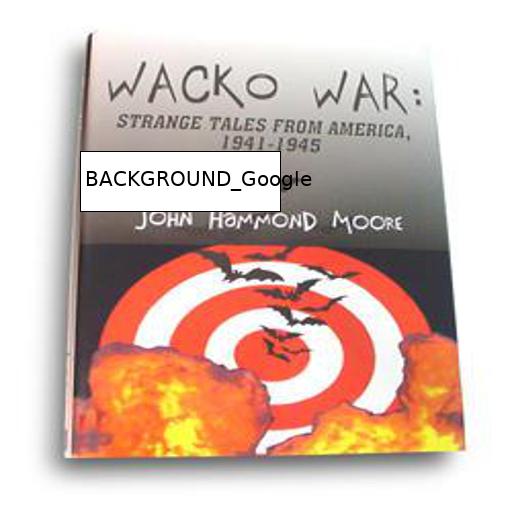 WACKO WAR:
STRANGE TALES FROM AMERICA,
1941-1945
BACKGROUND_Google
JOHN HAMMOND MOORE